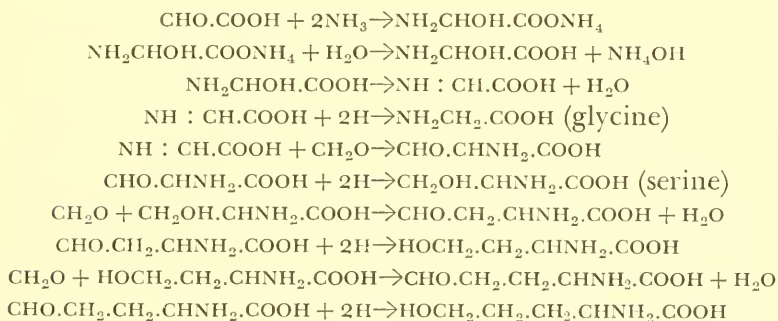 CHO.COOH + 2NH₃→NH₂CHOH.COONH₄
NH₂CHOH.COONH₄ + H₂O→NH₂CHOH.COOH + NH₄OH
NH₂CHOH.COOH→NH : CH.COOH + H₂O
NH : CH.COOH + 2H→NH₂CH₂.COOH (glycine)
NH : CH.COOH + CH₂O→CHO.CHNH₂.COOH
CHO.CHNH₂.COOH + 2H→CH₂OH.CHNH₂.COOH (serine)
CH₂O + CH₂OH.CHNH₂.COOH→CHO.CH₂.CHNH₂.COOH + H₂O
CHO.CH₂.CHNH₂.COOH + 2H→HOCH₂.CH₂.CHNH₂.COOH
CH₂O + HOCH₂.CH₂.CHNH₂.COOH→CHO.CH₂.CH₂.CHNH₂.COOH + H₂O
CHO.CH₂.CH₂.CHNH₂.COOH + 2H→HOCH₂.CH₂.CH₂.CHNH₂.COOH